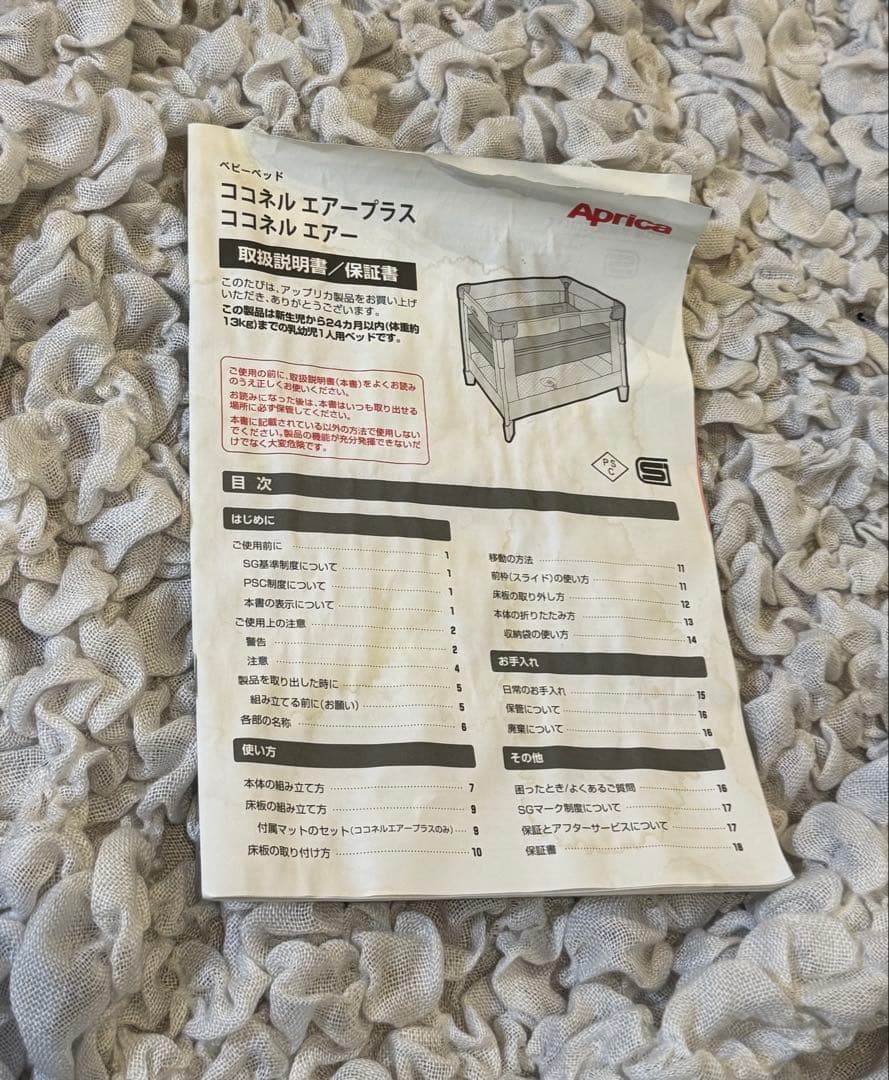 ベビーベッド
ココネル エアープラス
ココネル エアー
Aprica
取扱説明書／保証書
このたびは、アップリカ製品をお買い上げ
いただき、ありがとうございます。
この製品は新生児から24カ月以内(体重約
13kg)までの乳幼児1人用ベッドです。
ご使用の前に、取扱説明書(本書)をよくお読み
のうえ正しくお使いください。
お読みになった後は、本書はいつも取り出せる
場所に必ず保管してください。
本書に記載されている以外の方法で使用しない
でください。製品の機能が充分発揮できないだ
けでなく大変危険です。
PSC
目 次
はじめに
ご使用前に 1
SG基準制度について 1
PSC制度について 1
本書の表示について 1
ご使用上の注意 2
警告 2
注意 4
製品を取り出した時に 5
組み立てる前に(お願い) 5
各部の名称 6
使い方
本体の組み立て方 7
床板の組み立て方 9
付属マットのセット(ココネルエアープラスのみ) 9
床板の取り付け方 10
移動の方法 11
前枠(スライド)の使い方 11
床板の取り外し方 12
本体の折りたたみ方 13
収納袋の使い方 14
お手入れ
日常のお手入れ 15
保管について 16
廃棄について 16
その他
困ったとき/よくあるご質問 16
SGマーク制度について 17
保証とアフターサービスについて 17
保証書 18